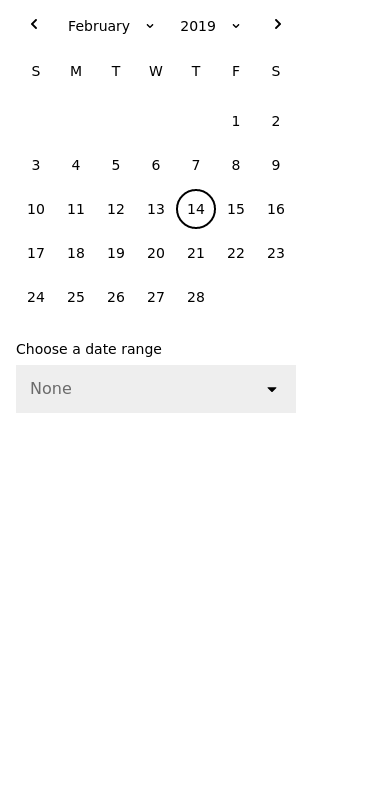 February 2019
S M T W T F S
1 2
3 4 5 6 7 8 9
10 11 12 13 14 15 16
17 18 19 20 21 22 23
24 25 26 27 28
Choose a date range
None